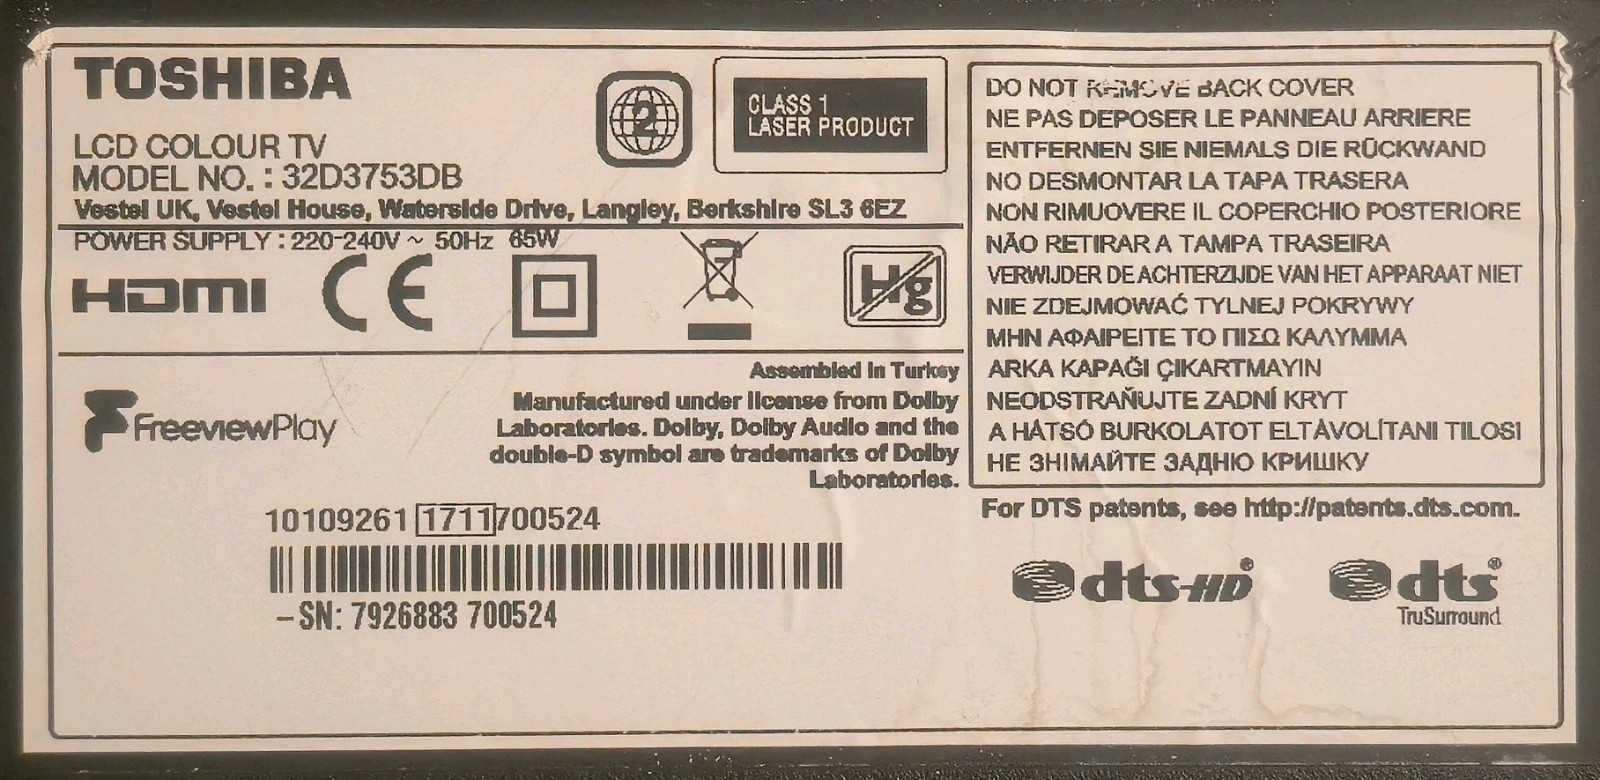 TOSHIBA
LCD COLOUR TV
MODEL NO. : 32D3753DB
Vestel UK, Vestel House, Waterside Drive, Langley, Berkshire SL3 6EZ
POWER SUPPLY : 220-240V ~ 50Hz 65W
2
CLASS 1
LASER PRODUCT
HDMI CE Hg
Assembled in Turkey
Manufactured under license from Dolby
Laboratories. Dolby, Dolby Audio and the
double-D symbol are trademarks of Dolby
Laboratories.
FreeviewPlay
10109261 1711 700524
-SN: 7926883 700524
DO NOT REMOVE BACK COVER
NE PAS DEPOSER LE PANNEAU ARRIERE
ENTFERNEN SIE NIEMALS DIE RÜCKWAND
NO DESMONTAR LA TAPA TRASERA
NON RIMUOVERE IL COPERCHIO POSTERIORE
NÃO RETIRAR A TAMPA TRASEIRA
VERWIJDER DE ACHTERZIJDE VAN HET APPARAAT NIET
NIE ZDEJMOWAĆ TYLNEJ POKRYWY
ΜΗΝ ΑΦΑΙΡΕΙΤΕ ΤΟ ΠΙΣΩ ΚΑΛΥΜΜΑ
ARKA KAPAĞI ÇIKARTMAYIN
NEODSTRAŇUJTE ZADNÍ KRYT
A HÁTSÓ BURKOLATOT ELTÁVOLÍTANI TILOS!
НЕ ЗНІМАЙТЕ ЗАДНЮ КРИШКУ
For DTS patents, see http://patents.dts.com.
dts-HD®
dts®
TruSurround